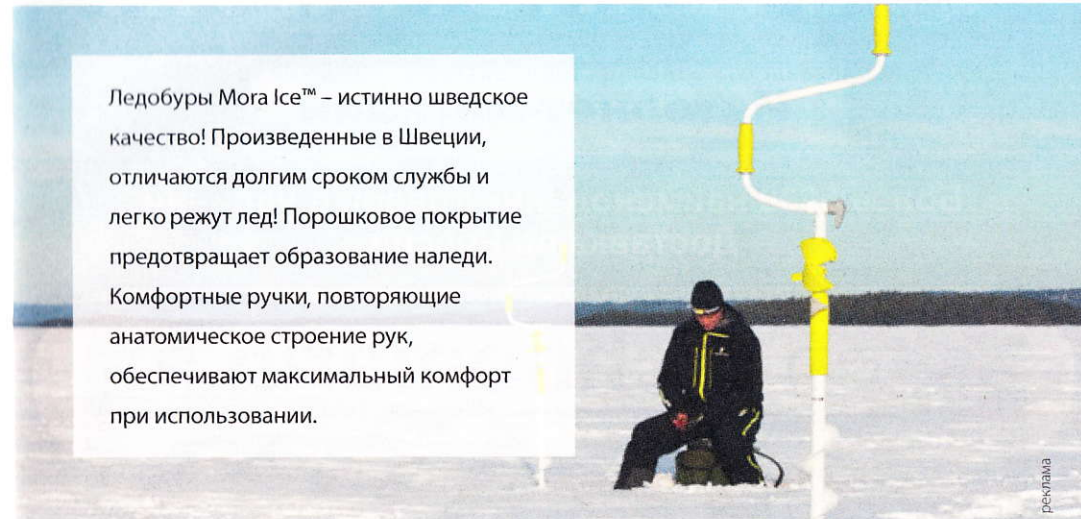 Ледобуры Mora Ice™ – истинно шведское
качество! Произведенные в Швеции,
отличаются долгим сроком службы и
легко режут лед! Порошковое покрытие
предотвращает образование наледи.
Комфортные ручки, повторяющие
анатомическое строение рук,
обеспечивают максимальный комфорт
при использовании.
реклама